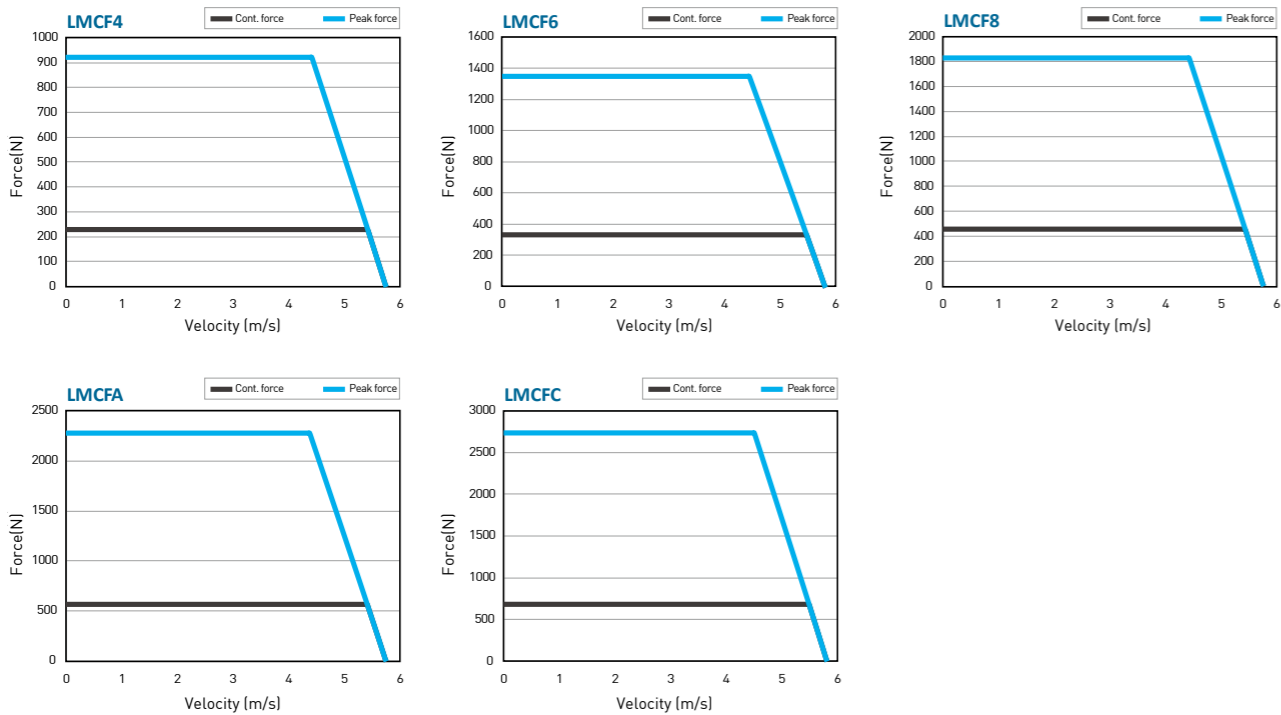 LMCF4
Cont. force Peak force
1000
900
800
700
600
500
400
300
200
100
0
Force(N)
0 1 2 3 4 5 6
Velocity (m/s)
LMCF6
Cont. force Peak force
1600
1400
1200
1000
800
600
400
200
0
Force(N)
0 1 2 3 4 5 6
Velocity (m/s)
LMCF8
Cont. force Peak force
2000
1800
1600
1400
1200
1000
800
600
400
200
0
Force(N)
0 1 2 3 4 5 6
Velocity (m/s)
LMCFA
Cont. force Peak force
2500
2000
1500
1000
500
0
Force(N)
0 1 2 3 4 5 6
Velocity (m/s)
LMCFC
Cont. force Peak force
3000
2500
2000
1500
1000
500
0
Force(N)
0 1 2 3 4 5 6
Velocity (m/s)